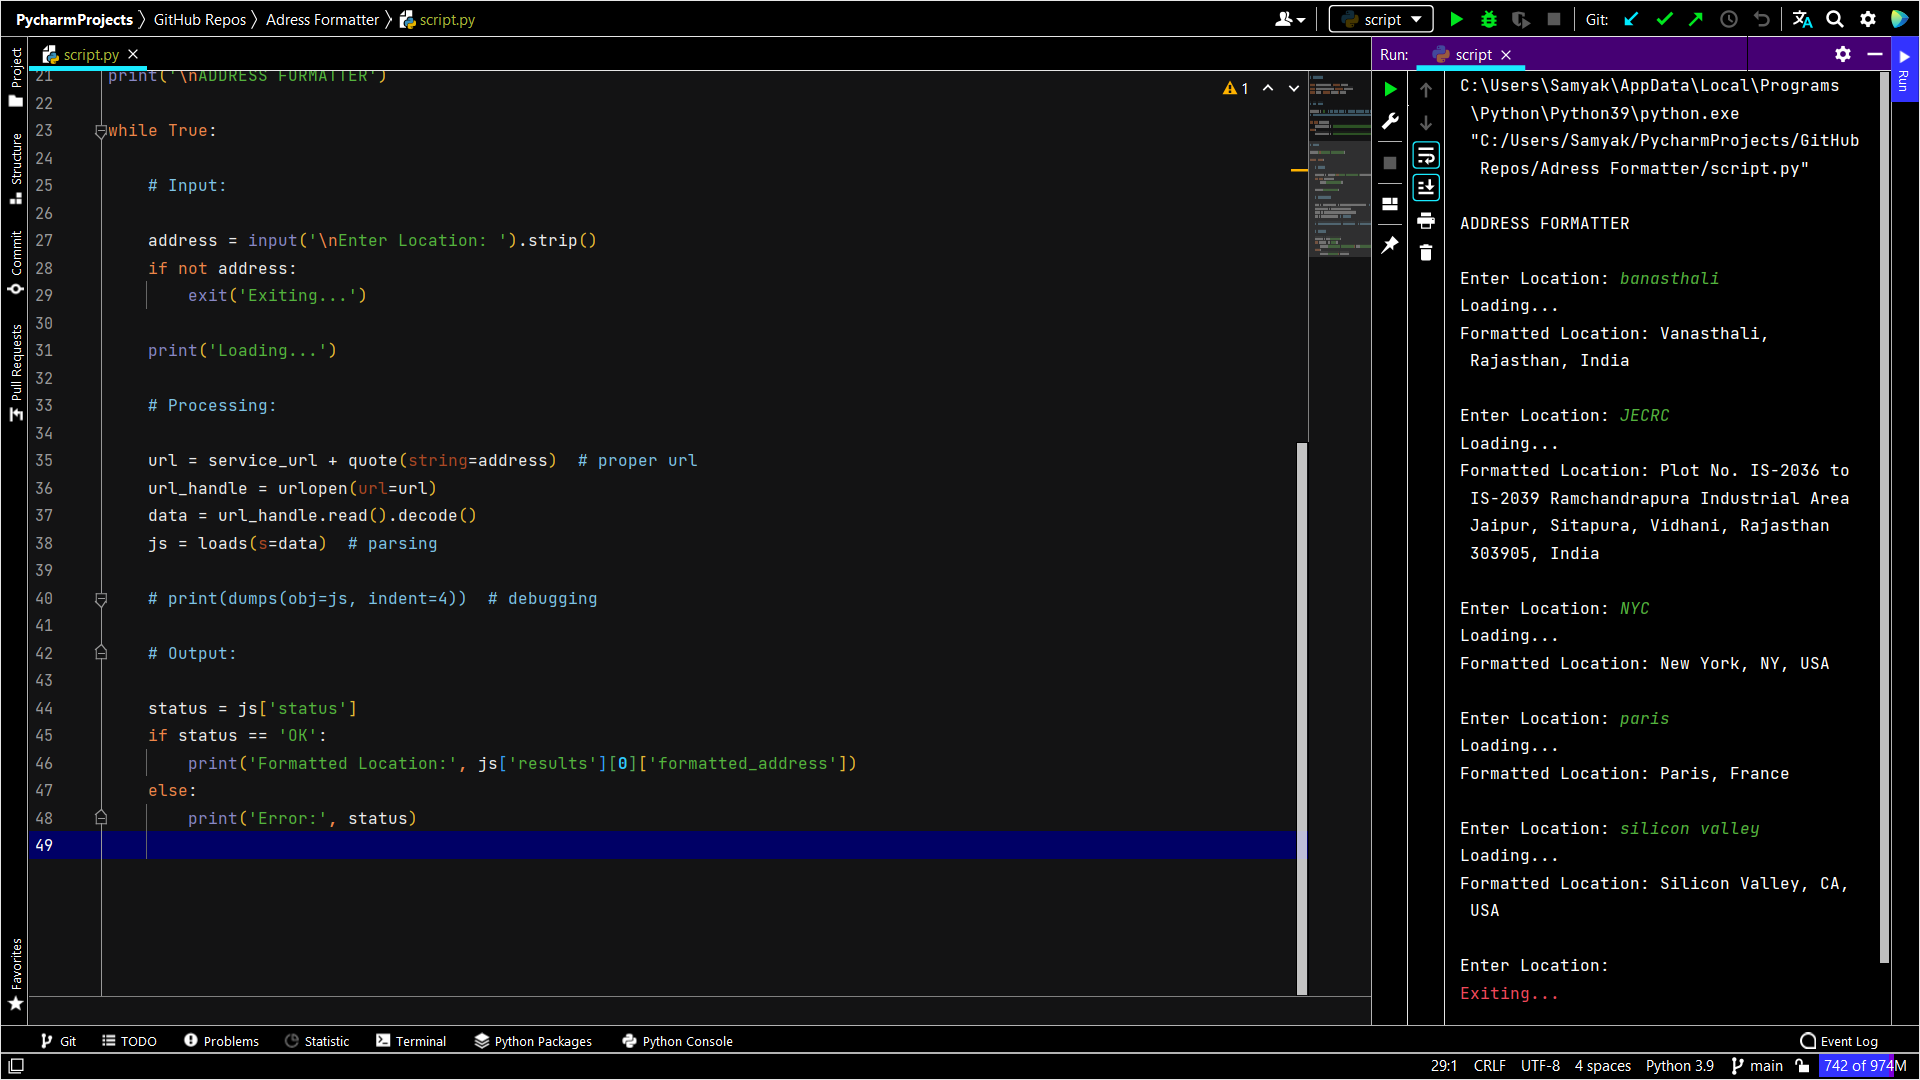 PycharmProjects GitHub Repos Adress Formatter script.py
script Git:
script.py
Run: script
Project
Structure
Commit
Pull Requests
Favorites
Run
1
21 print('\nADDRESS FORMATTER')
22
23 while True:
24
25 # Input:
26
27 address = input('\nEnter Location: ').strip()
28 if not address:
29 exit('Exiting...')
30
31 print('Loading...')
32
33 # Processing:
34
35 url = service_url + quote(string=address)  # proper url
36 url_handle = urlopen(url=url)
37 data = url_handle.read().decode()
38 js = loads(s=data)  # parsing
39
40 # print(dumps(obj=js, indent=4))  # debugging
41
42 # Output:
43
44 status = js['status']
45 if status == 'OK':
46 print('Formatted Location:', js['results'][0]['formatted_address'])
47 else:
48 print('Error:', status)
49
C:\Users\Samyak\AppData\Local\Programs
\Python\Python39\python.exe
"C:/Users/Samyak/PycharmProjects/GitHub
Repos/Adress Formatter/script.py"
ADDRESS FORMATTER
Enter Location: banasthali
Loading...
Formatted Location: Vanasthali,
Rajasthan, India
Enter Location: JECRC
Loading...
Formatted Location: Plot No. IS-2036 to
IS-2039 Ramchandrapura Industrial Area
Jaipur, Sitapura, Vidhani, Rajasthan
303905, India
Enter Location: NYC
Loading...
Formatted Location: New York, NY, USA
Enter Location: paris
Loading...
Formatted Location: Paris, France
Enter Location: silicon valley
Loading...
Formatted Location: Silicon Valley, CA,
USA
Enter Location:
Exiting...
Git TODO Problems Statistic Terminal Python Packages Python Console Event Log
29:1 CRLF UTF-8 4 spaces Python 3.9 main 742 of 974M